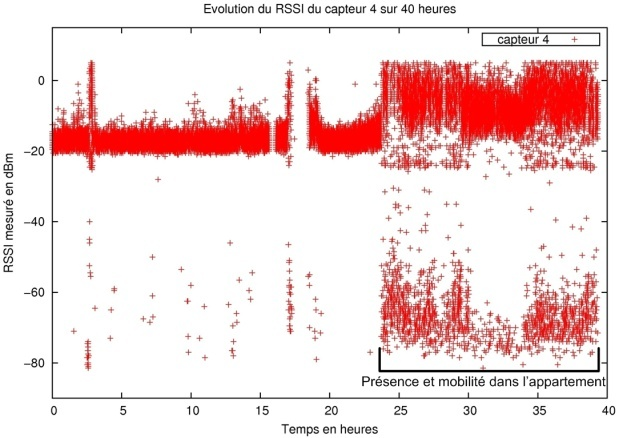 Evolution du RSSI du capteur 4 sur 40 heures
capteur 4
0
−20
−40
−60
−80
RSSI mesuré en dBm
Présence et mobilité dans l'appartement
0 5 10 15 20 25 30 35 40
Temps en heures